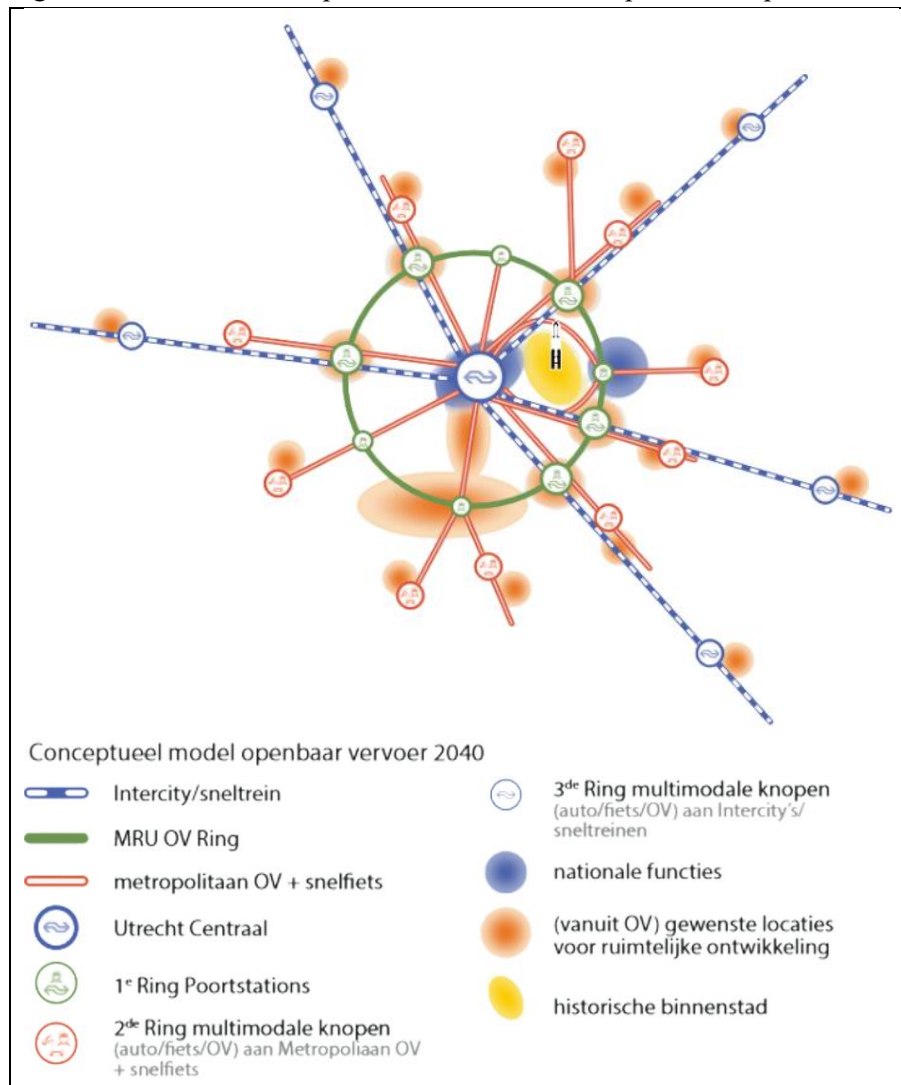 Conceptueel model openbaar vervoer 2040
Intercity/sneltrein
MRU OV Ring
metropolitaan OV + snelfiets
Utrecht Centraal
1e Ring Poortstations
2de Ring multimodale knopen
(auto/fiets/OV) aan Metropoliaan OV
+ snelfiets
3de Ring multimodale knopen
(auto/fiets/OV) aan Intercity's/
sneltreinen
nationale functies
(vanuit OV) gewenste locaties
voor ruimtelijke ontwikkeling
historische binnenstad